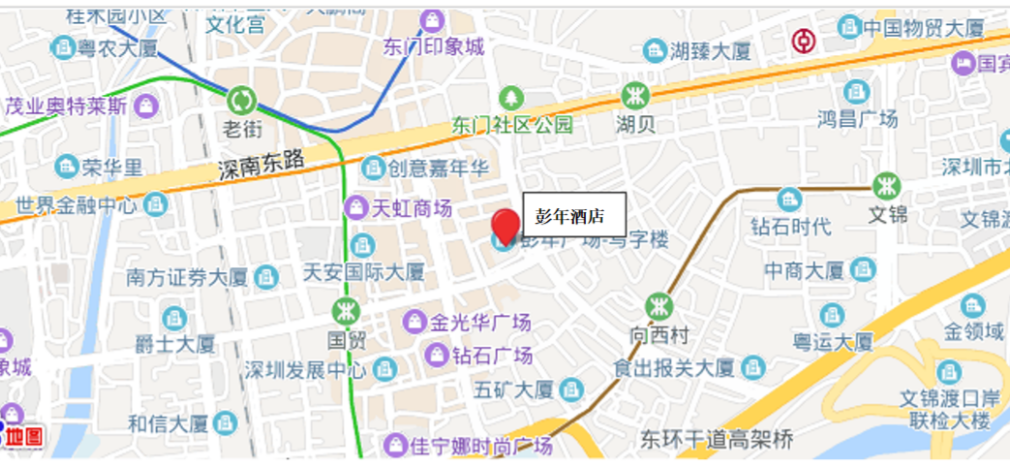 桂木园小区
文化宫
东门印象城
粤农大厦
湖臻大厦
中国物贸大厦
国宾
茂业奥特莱斯
老街
东门社区公园
湖贝
鸿昌广场
荣华里
深南东路
创意嘉年华
深圳市
世界金融中心
天虹商场
彭年酒店
彭年广场-写字楼
钻石时代
文锦
文锦
南方证券大厦
天安国际大厦
中商大厦
国贸
金光华广场
向西村
粤运大厦
金领域
爵士大厦
钻石广场
象城
深圳发展中心
食出报关大厦
五矿大厦
文锦渡口岸
联检大楼
和信大厦
地图
佳宁娜时尚广场
东环干道高架桥